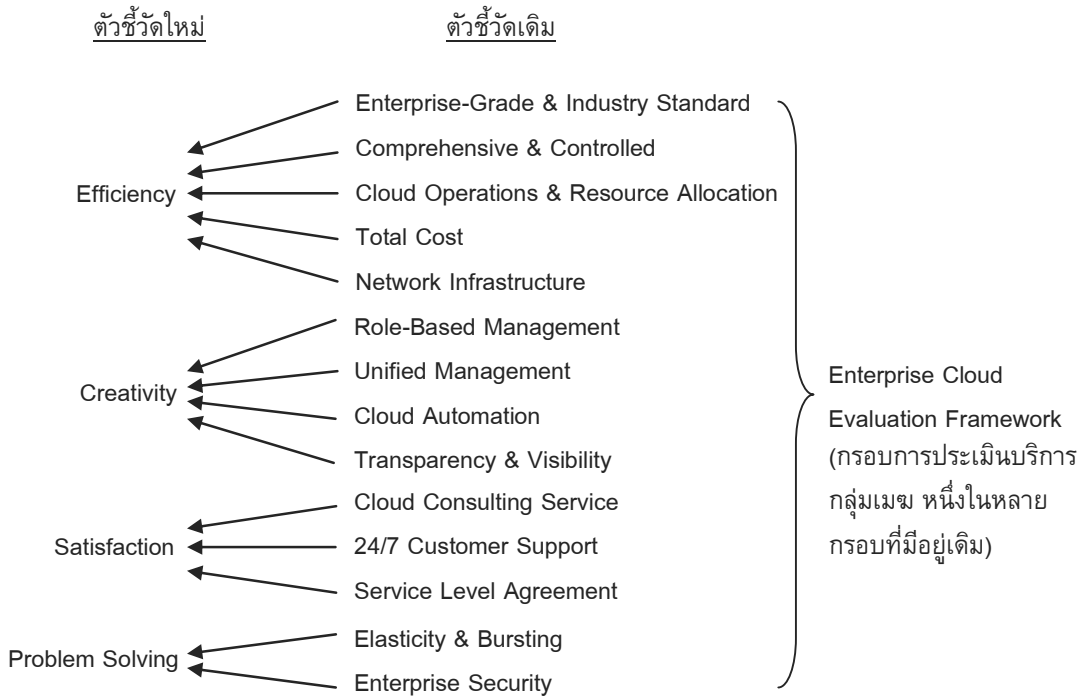 ตัวชี้วัดใหม่
ตัวชี้วัดเดิม
Efficiency
Enterprise-Grade & Industry Standard
Comprehensive & Controlled
Cloud Operations & Resource Allocation
Total Cost
Network Infrastructure
Creativity
Role-Based Management
Unified Management
Cloud Automation
Transparency & Visibility
Satisfaction
Cloud Consulting Service
24/7 Customer Support
Service Level Agreement
Problem Solving
Elasticity & Bursting
Enterprise Security
Enterprise Cloud
Evaluation Framework
(กรอบการประเมินบริการ
กลุ่มเมฆ หนึ่งในหลาย
กรอบที่มีอยู่เดิม)